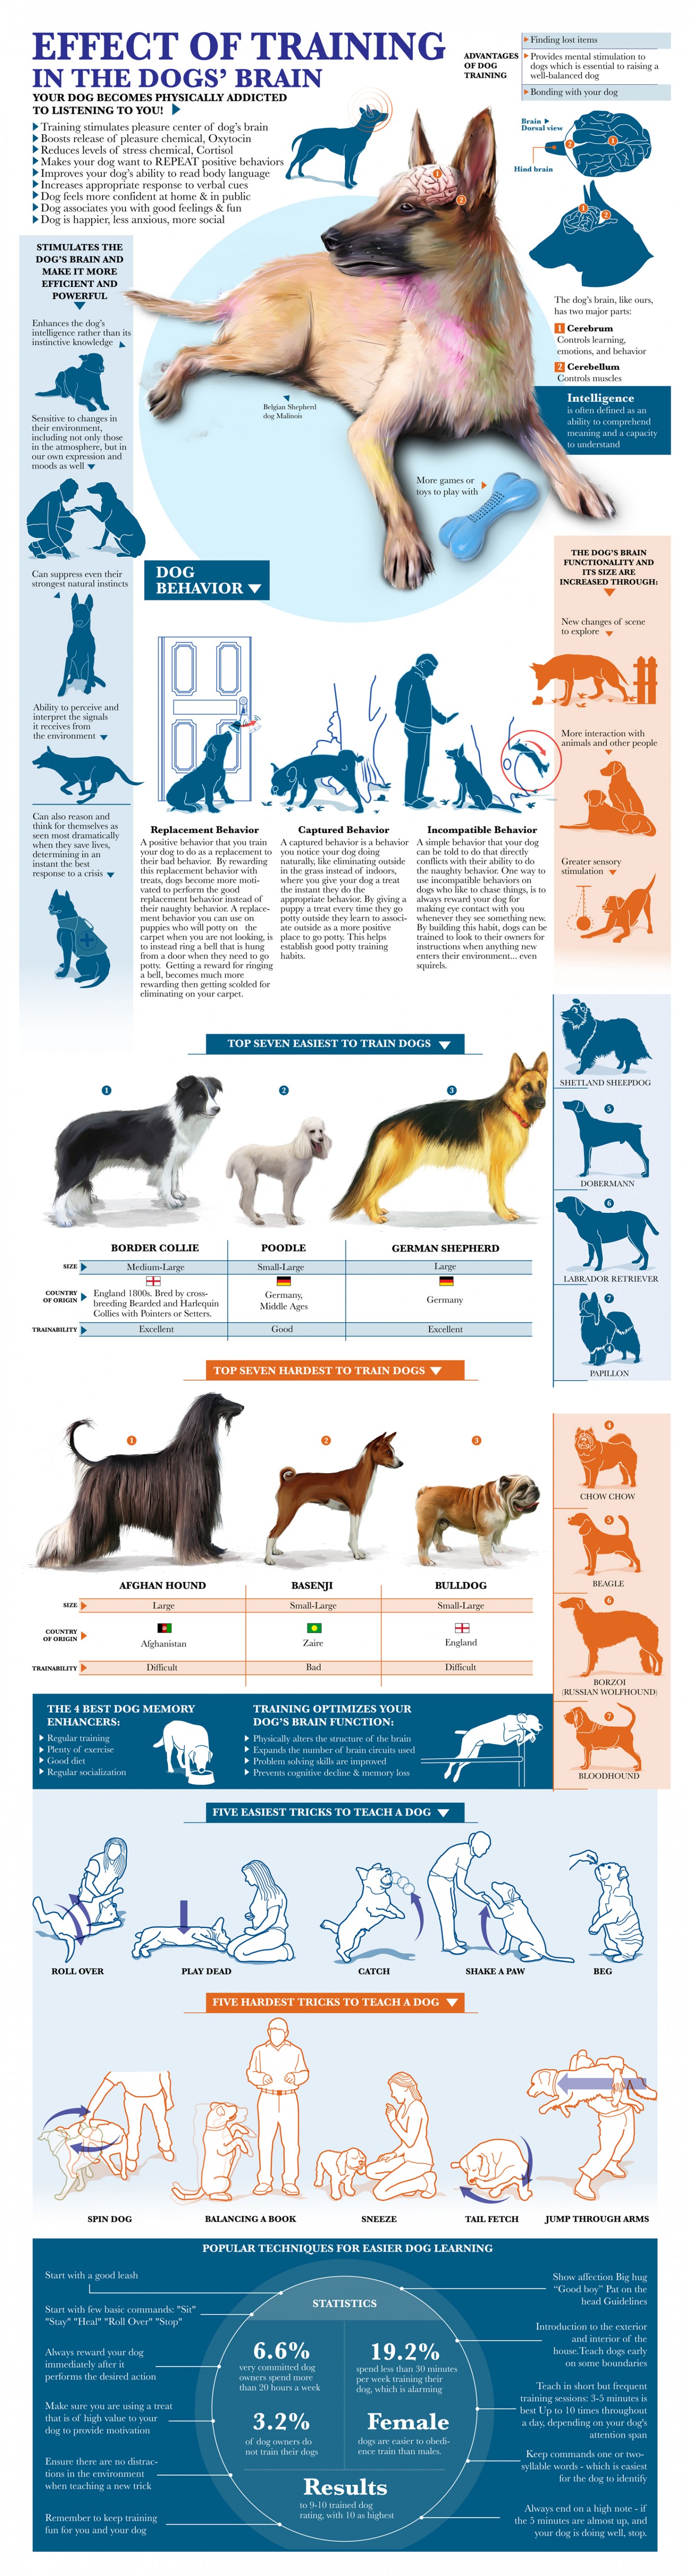 EFFECT OF TRAINING
IN THE DOGS' BRAIN
YOUR DOG BECOMES PHYSICALLY ADDICTED
TO LISTENING TO YOU!
Training stimulates pleasure center of dog's brain
Boosts release of pleasure chemical, Oxytocin
Reduces levels of stress chemical, Cortisol
Makes your dog want to REPEAT positive behaviors
Improves your dog's ability to read body language
Increases appropriate response to verbal cues
Dog feels more confident at home & in public
Dog associates you with good feelings & fun
Dog is happier, less anxious, more social
ADVANTAGES
OF DOG
TRAINING
Finding lost items
Provides mental stimulation to
dogs which is essential to raising a
well-balanced dog
Bonding with your dog
Brain
Dorsal view
1
2
Hind brain
1
2
1
2
The dog's brain, like ours,
has two major parts:
1 Cerebrum
Controls learning,
emotions, and behavior
2 Cerebellum
Controls muscles
Intelligence
is often defined as an
ability to comprehend
meaning and a capacity
to understand
STIMULATES THE
DOG'S BRAIN AND
MAKE IT MORE
EFFICIENT AND
POWERFUL
Enhances the dog's
intelligence rather than its
instinctive knowledge
Sensitive to changes in
their environment,
including not only those
in the atmosphere, but in
our own expression and
moods as well
Can suppress even their
strongest natural instincts
Ability to perceive and
interpret the signals
it receives from
the environment
Can also reason and
think for themselves as
seen most dramatically
when they save lives,
determining in an
instant the best
response to a crisis
Belgian Shepherd
dog Malinois
More games or
toys to play with
THE DOG'S BRAIN
FUNCTIONALITY AND
ITS SIZE ARE
INCREASED THROUGH:
New changes of scene
to explore
More interaction with
animals and other people
Greater sensory
stimulation
DOG
BEHAVIOR
Replacement Behavior
A positive behavior that you train
your dog to do as a replacement to
their bad behavior. By rewarding
this replacement behavior with
treats, dogs become more moti-
vated to perform the good
replacement behavior instead of
their naughty behavior. A replace-
ment behavior you can use on
puppies who will potty on the
carpet when you are not looking, is
to instead ring a bell that is hung
from a door when they need to go
potty. Getting a reward for ringing
a bell, becomes much more
rewarding then getting scolded for
eliminating on your carpet.
Captured Behavior
A captured behavior is a behavior
you notice your dog doing
naturally, like eliminating outside
in the grass instead of indoors,
where you give your dog a treat
the instant they do the
appropriate behavior. By giving a
puppy a treat every time they go
potty outside they learn to associ-
ate outside as a more positive
place to go potty. This helps
establish good potty training
habits.
Incompatible Behavior
A simple behavior that your dog
can be told to do that directly
conflicts with their ability to do
the naughty behavior. One way to
use incompatible behaviors on
dogs who like to chase things, is to
always reward your dog for
making eye contact with you
whenever they see something new.
By building this habit, dogs can be
trained to look to their owners for
instructions when anything new
enters their environment... even
squirels.
TOP SEVEN EASIEST TO TRAIN DOGS
1
2
3
BORDER COLLIE
POODLE
GERMAN SHEPHERD
SIZE
Medium-Large
Small-Large
Large
COUNTRY
OF ORIGIN
England 1800s. Bred by cross-
breeding Bearded and Harlequin
Collies with Pointers or Setters.
Germany,
Middle Ages
Germany
TRAINABILITY
Excellent
Good
Excellent
SHETLAND SHEEPDOG
5
DOBERMANN
6
LABRADOR RETRIEVER
7
4
PAPILLON
TOP SEVEN HARDEST TO TRAIN DOGS
1
2
3
AFGHAN HOUND
BASENJI
BULLDOG
SIZE
Large
Small-Large
Small-Large
COUNTRY
OF ORIGIN
Afghanistan
Zaire
England
TRAINABILITY
Difficult
Bad
Difficult
4
CHOW CHOW
5
BEAGLE
6
BORZOI
(RUSSIAN WOLFHOUND)
7
BLOODHOUND
THE 4 BEST DOG MEMORY
ENHANCERS:
Regular training
Plenty of exercise
Good diet
Regular socialization
TRAINING OPTIMIZES YOUR
DOG'S BRAIN FUNCTION:
Physically alters the structure of the brain
Expands the number of brain circuits used
Problem solving skills are improved
Prevents cognitive decline & memory loss
FIVE EASIEST TRICKS TO TEACH A DOG
ROLL OVER
PLAY DEAD
CATCH
SHAKE A PAW
BEG
FIVE HARDEST TRICKS TO TEACH A DOG
SPIN DOG
BALANCING A BOOK
SNEEZE
TAIL FETCH
JUMP THROUGH ARMS
POPULAR TECHNIQUES FOR EASIER DOG LEARNING
Start with a good leash
Start with few basic commands: "Sit"
"Stay" "Heal" "Roll Over" "Stop"
Always reward your dog
immediately after it
performs the desired action
Make sure you are using a treat
that is of high value to your
dog to provide motivation
Ensure there are no distrac-
tions in the environment
when teaching a new trick
Remember to keep training
fun for you and your dog
STATISTICS
6.6%
very committed dog
owners spend more
than 20 hours a week
19.2%
spend less than 30 minutes
per week training their
dog, which is alarming
3.2%
of dog owners do
not train their dogs
Female
dogs are easier to obedi-
ence train than males.
Results
to 9-10 trained dog
rating, with 10 as highest
Show affection Big hug
"Good boy" Pat on the
head Guidelines
Introduction to the exterior
and interior of the
house.Teach dogs early
on some boundaries
Teach in short but frequent
training sessions: 3-5 minutes is
best Up to 10 times throughout
a day, depending on your dog's
attention span
Keep commands one or two-
syllable words - which is easiest
for the dog to identify
Always end on a high note - if
the 5 minutes are almost up, and
your dog is doing well, stop.